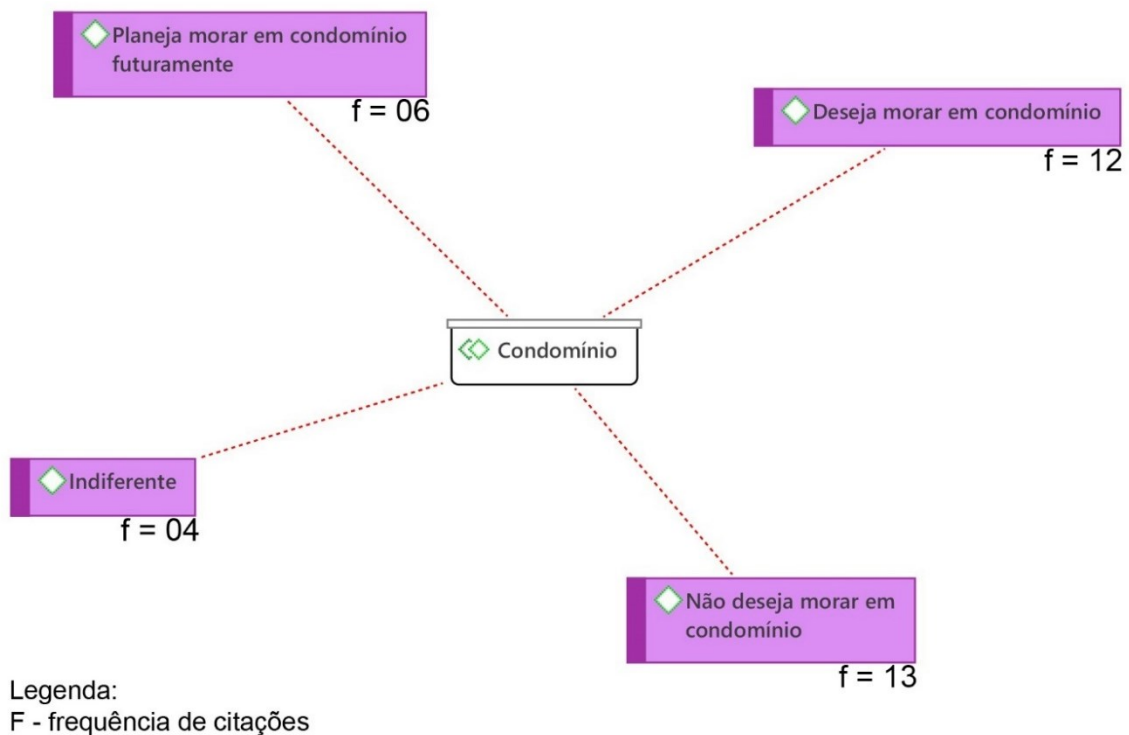 Planeja morar em condomínio
futuramente
f = 06
Deseja morar em condomínio
f = 12
Condomínio
Indiferente
f = 04
Não deseja morar em
condomínio
f = 13
Legenda:
F - frequência de citações